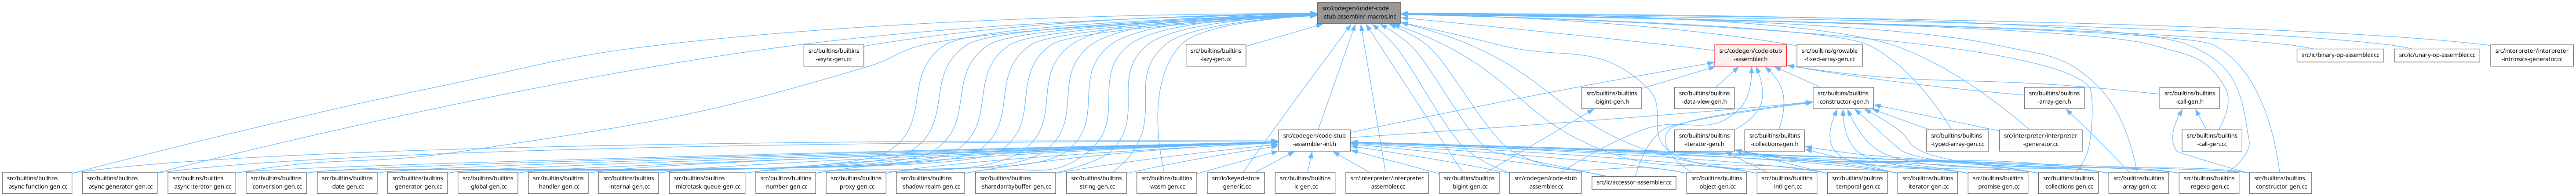 src/codegen/undef-code
-stub-assembler-macros.inc
src/builtins/builtins
-async-gen.cc
src/builtins/builtins
-lazy-gen.cc
src/codegen/code-stub
-assembler.h
src/builtins/growable
-fixed-array-gen.cc
src/ic/binary-op-assembler.cc
src/ic/unary-op-assembler.cc
src/interpreter/interpreter
-intrinsics-generator.cc
src/builtins/builtins
-bigint-gen.h
src/builtins/builtins
-data-view-gen.h
src/builtins/builtins
-constructor-gen.h
src/builtins/builtins
-array-gen.h
src/builtins/builtins
-call-gen.h
src/codegen/code-stub
-assembler-inl.h
src/builtins/builtins
-iterator-gen.h
src/builtins/builtins
-collections-gen.h
src/builtins/builtins
-typed-array-gen.cc
src/interpreter/interpreter
-generator.cc
src/builtins/builtins
-call-gen.cc
src/builtins/builtins
-async-function-gen.cc
src/builtins/builtins
-async-generator-gen.cc
src/builtins/builtins
-async-iterator-gen.cc
src/builtins/builtins
-conversion-gen.cc
src/builtins/builtins
-date-gen.cc
src/builtins/builtins
-generator-gen.cc
src/builtins/builtins
-global-gen.cc
src/builtins/builtins
-handler-gen.cc
src/builtins/builtins
-internal-gen.cc
src/builtins/builtins
-microtask-queue-gen.cc
src/builtins/builtins
-number-gen.cc
src/builtins/builtins
-proxy-gen.cc
src/builtins/builtins
-shadow-realm-gen.cc
src/builtins/builtins
-sharedarraybuffer-gen.cc
src/builtins/builtins
-string-gen.cc
src/builtins/builtins
-wasm-gen.cc
src/ic/keyed-store
-generic.cc
src/builtins/builtins
-ic-gen.cc
src/interpreter/interpreter
-assembler.cc
src/builtins/builtins
-bigint-gen.cc
src/codegen/code-stub
-assembler.cc
src/ic/accessor-assembler.cc
src/builtins/builtins
-object-gen.cc
src/builtins/builtins
-intl-gen.cc
src/builtins/builtins
-temporal-gen.cc
src/builtins/builtins
-iterator-gen.cc
src/builtins/builtins
-promise-gen.cc
src/builtins/builtins
-collections-gen.cc
src/builtins/builtins
-array-gen.cc
src/builtins/builtins
-regexp-gen.cc
src/builtins/builtins
-constructor-gen.cc